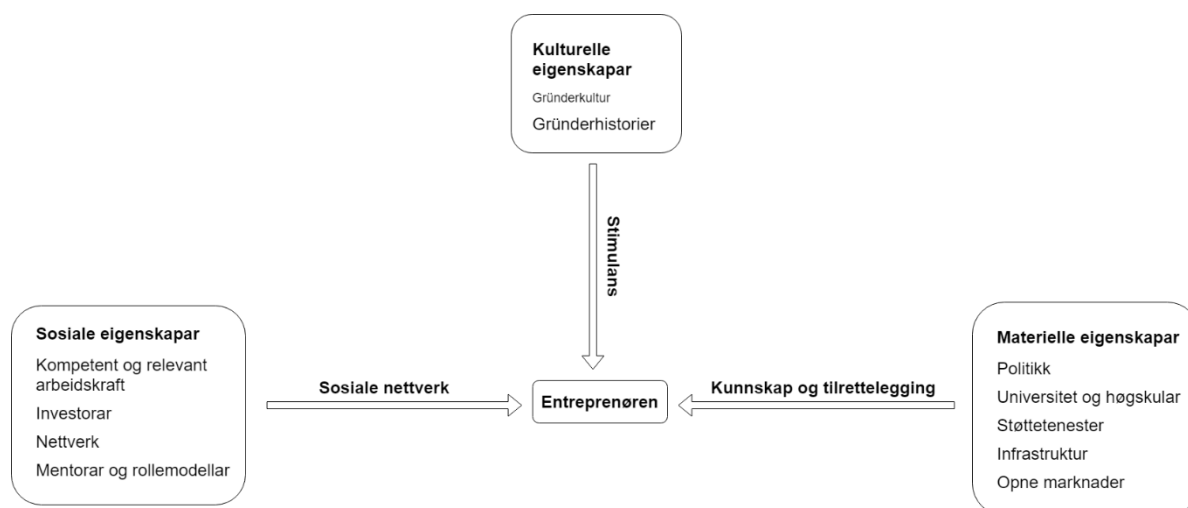 Kulturelle
eigenskapar
Gründerkultur
Gründerhistorier
Stimulans
Sosiale eigenskapar
Kompetent og relevant
arbeidskraft
Investorar
Nettverk
Mentorar og rollemodellar
Sosiale nettverk
Entreprenøren
Kunnskap og tilrettelegging
Materielle eigenskapar
Politikk
Universitet og høgskular
Støttetenester
Infrastruktur
Opne marknader